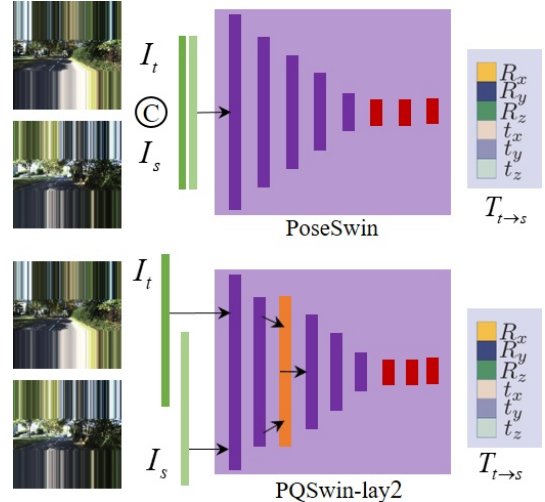 I_t
C
I_s
PoseSwin
R_x
R_y
R_z
t_x
t_y
t_z
T_{t→s}
I_t
I_s
PQSwin-lay2
R_x
R_y
R_z
t_x
t_y
t_z
T_{t→s}